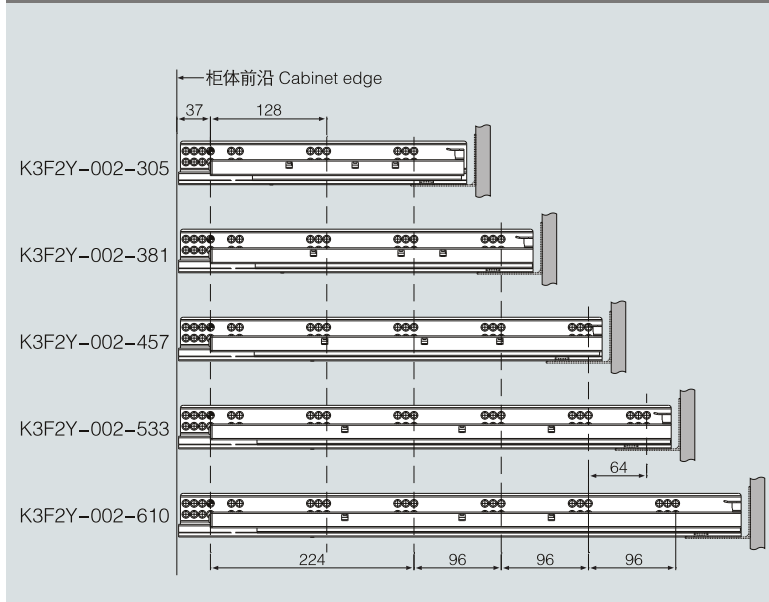 柜体前沿 Cabinet edge
37 128
K3F2Y-002-305
K3F2Y-002-381
K3F2Y-002-457
K3F2Y-002-533
64
K3F2Y-002-610
224 96 96 96